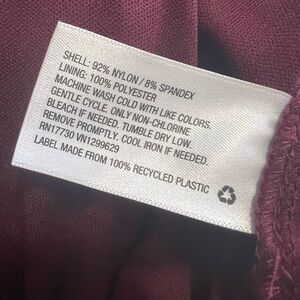 SHELL: 92% NYLON / 8% SPANDEX
LINING: 100% POLYESTER
MACHINE WASH COLD WITH LIKE COLORS.
GENTLE CYCLE. ONLY NON-CHLORINE
BLEACH IF NEEDED. TUMBLE DRY LOW.
REMOVE PROMPTLY. COOL IRON IF NEEDED.
RN17730 VN1299629
LABEL MADE FROM 100% RECYCLED PLASTIC